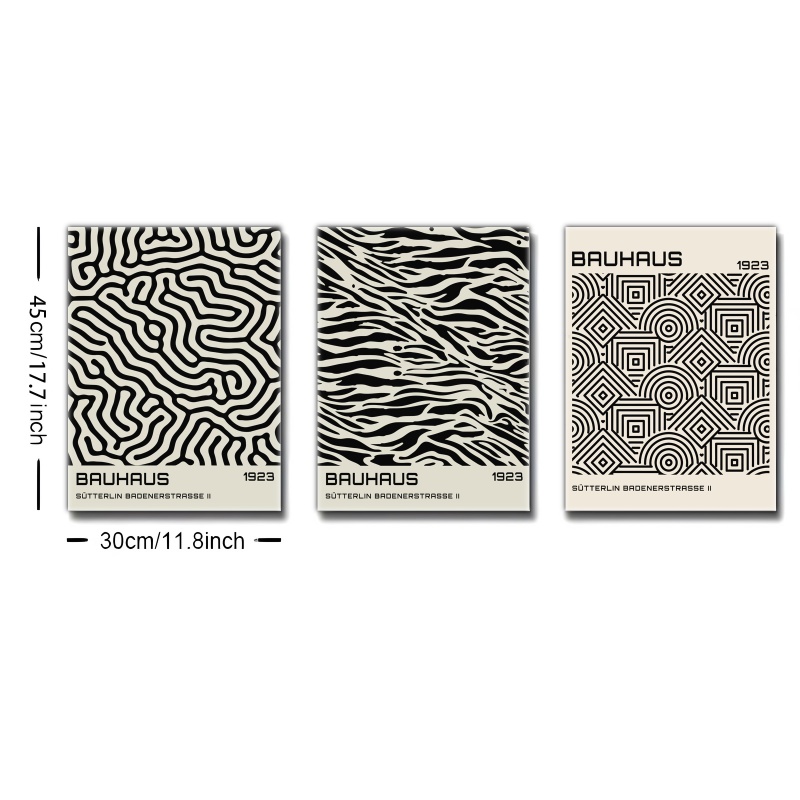 45cm/17.7inch
30cm/11.8inch
BAUHAUS 1923
SÜTTERLIN BADENERSTRASSE II
BAUHAUS 1923
SÜTTERLIN BADENERSTRASSE II
BAUHAUS 1923
SÜTTERLIN BADENERSTRASSE II